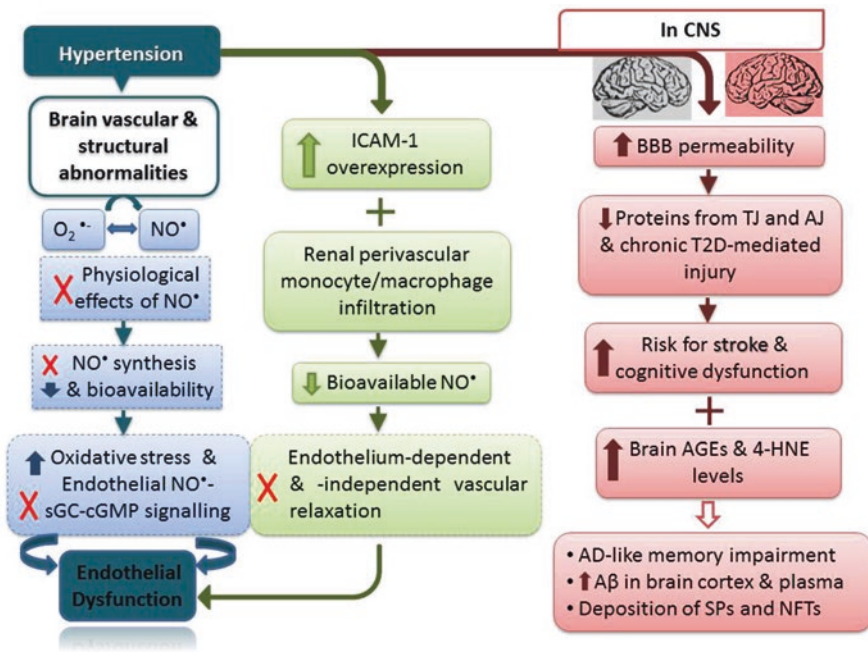 Hypertension
Brain vascular &
structural
abnormalities
O₂•- NO•
Physiological
effects of NO•
NO• synthesis
& bioavailability
Oxidative stress &
Endothelial NO•-
sGC-cGMP signalling
Endothelial
Dysfunction
ICAM-1
overexpression
+
Renal perivascular
monocyte/macrophage
infiltration
Bioavailable NO•
Endothelium-dependent
& -independent vascular
relaxation
In CNS
BBB permeability
Proteins from TJ and AJ
& chronic T2D-mediated
injury
Risk for stroke &
cognitive dysfunction
+
Brain AGEs & 4-HNE
levels
• AD-like memory impairment
• Aβ in brain cortex & plasma
• Deposition of SPs and NFTs